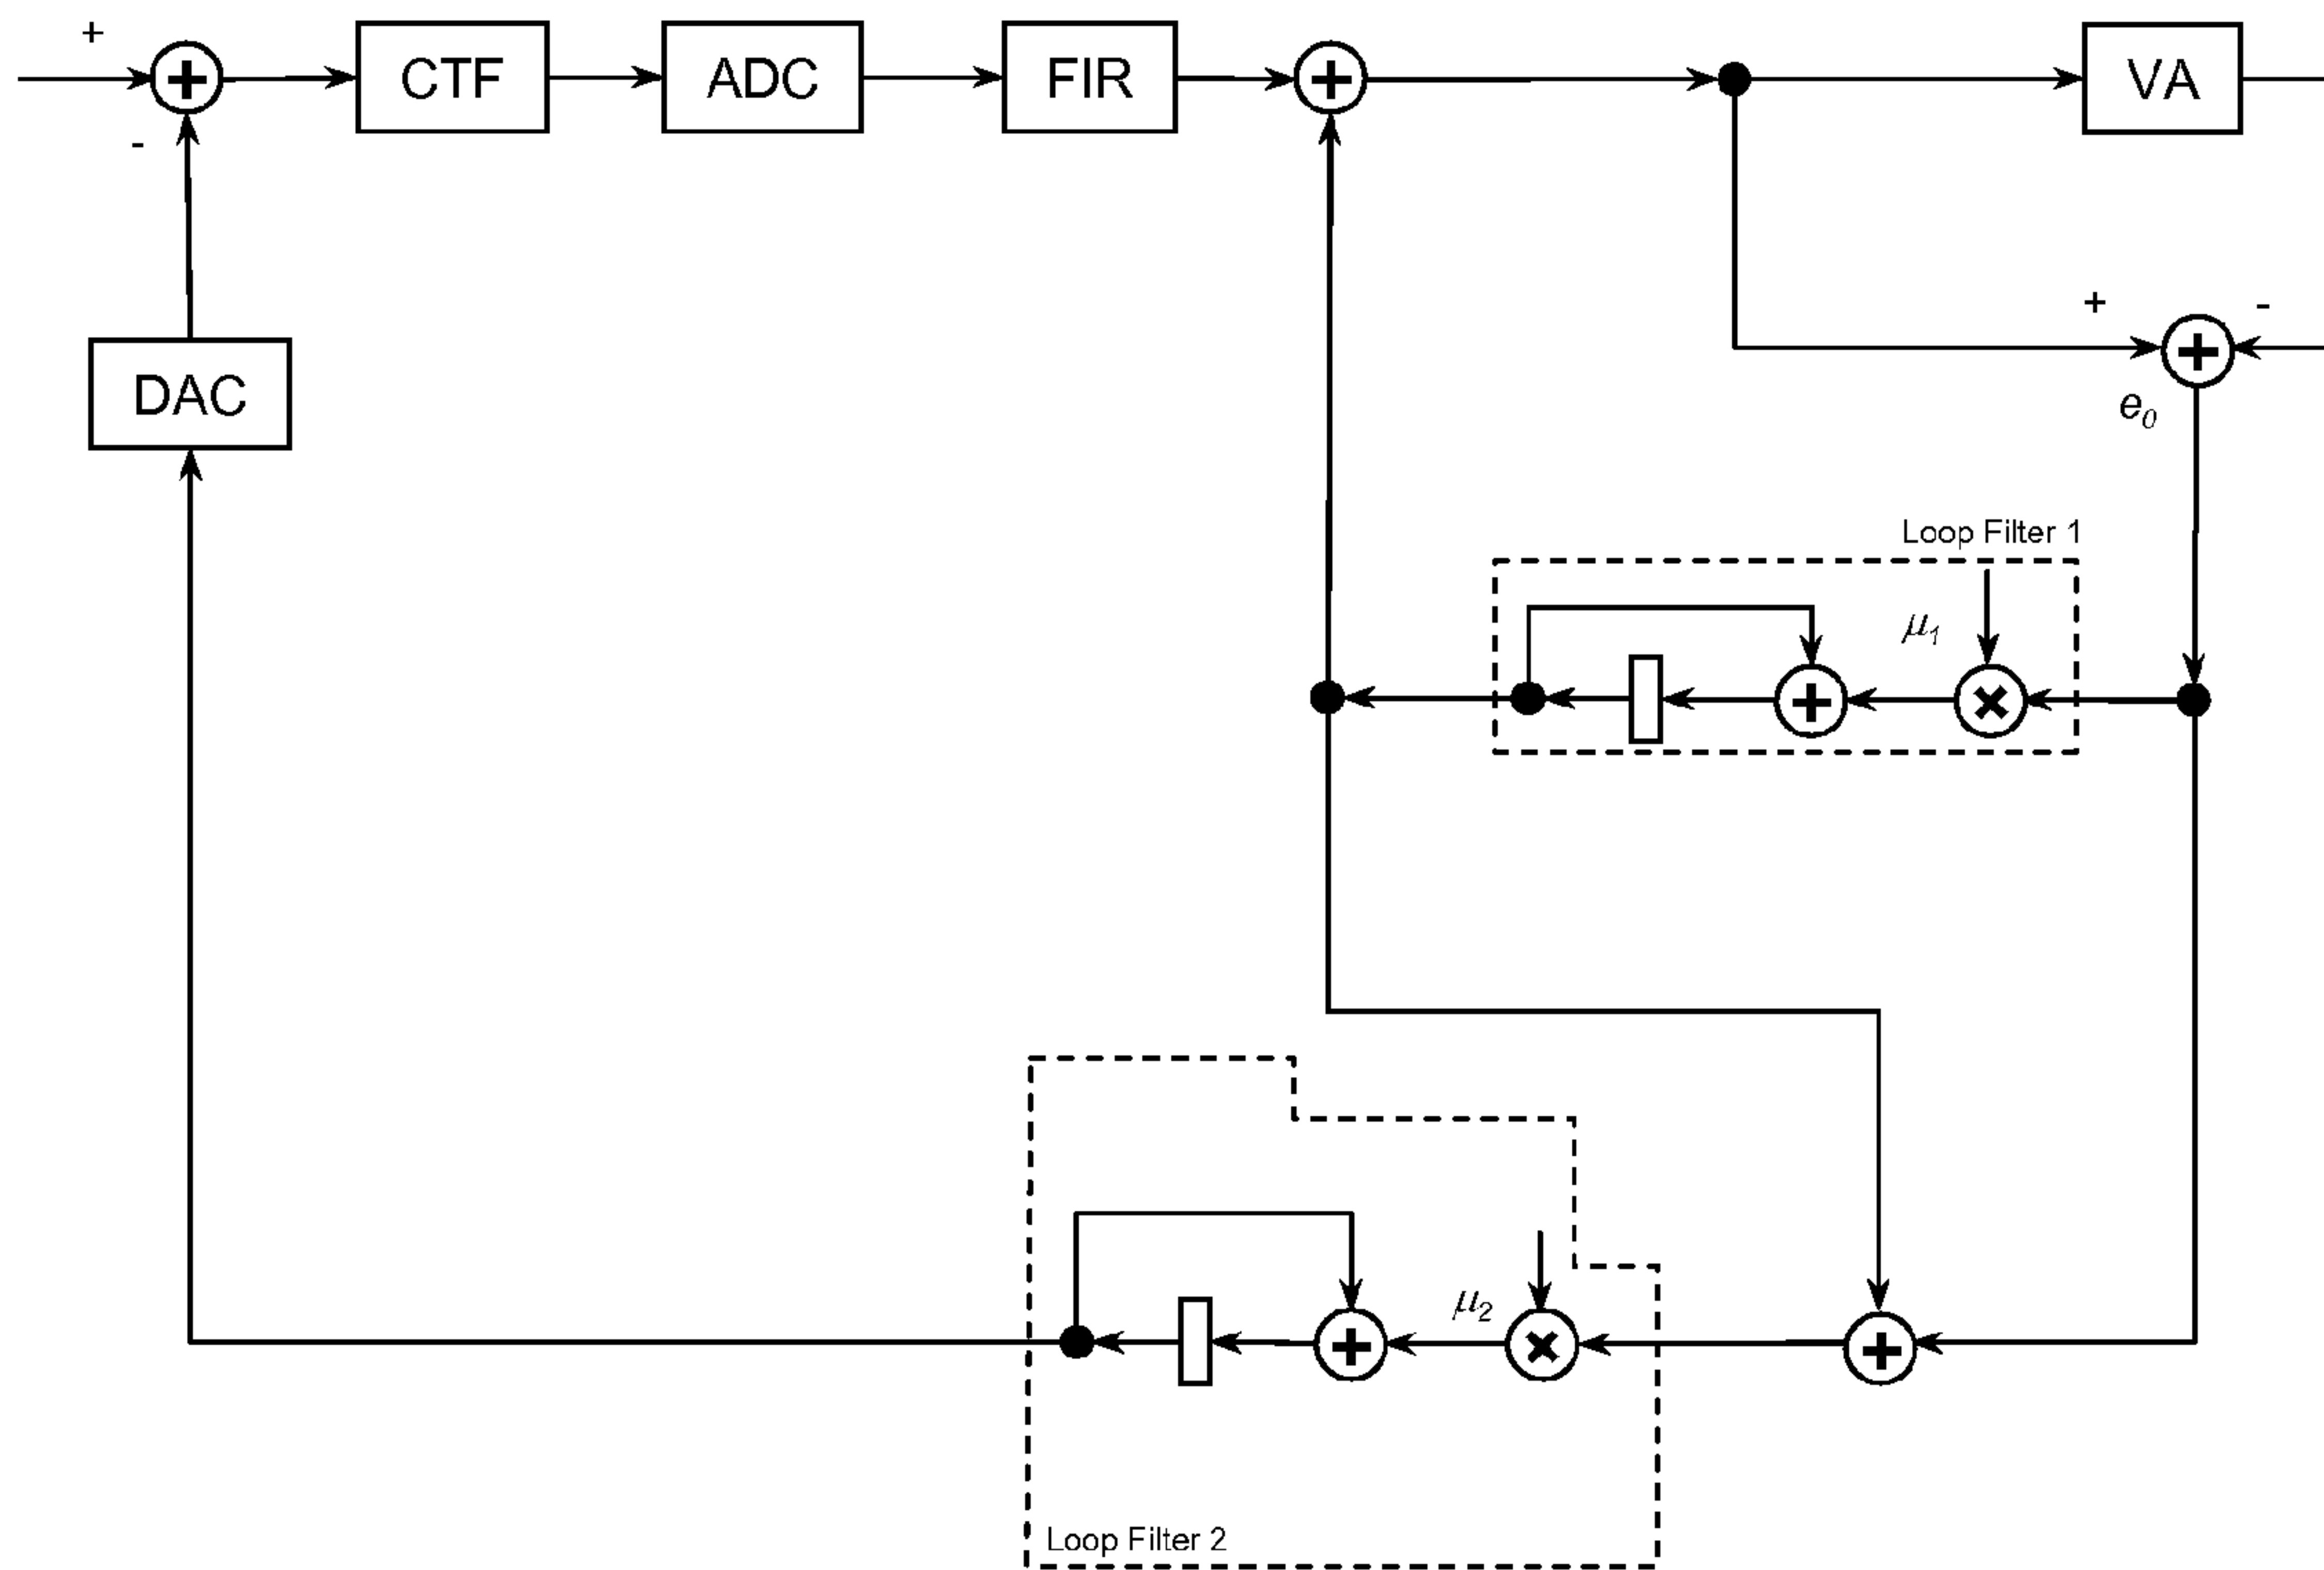 +
CTF
ADC
FIR
VA
-
+
-
DAC
e0
Loop Filter 1
μ1
μ2
Loop Filter 2